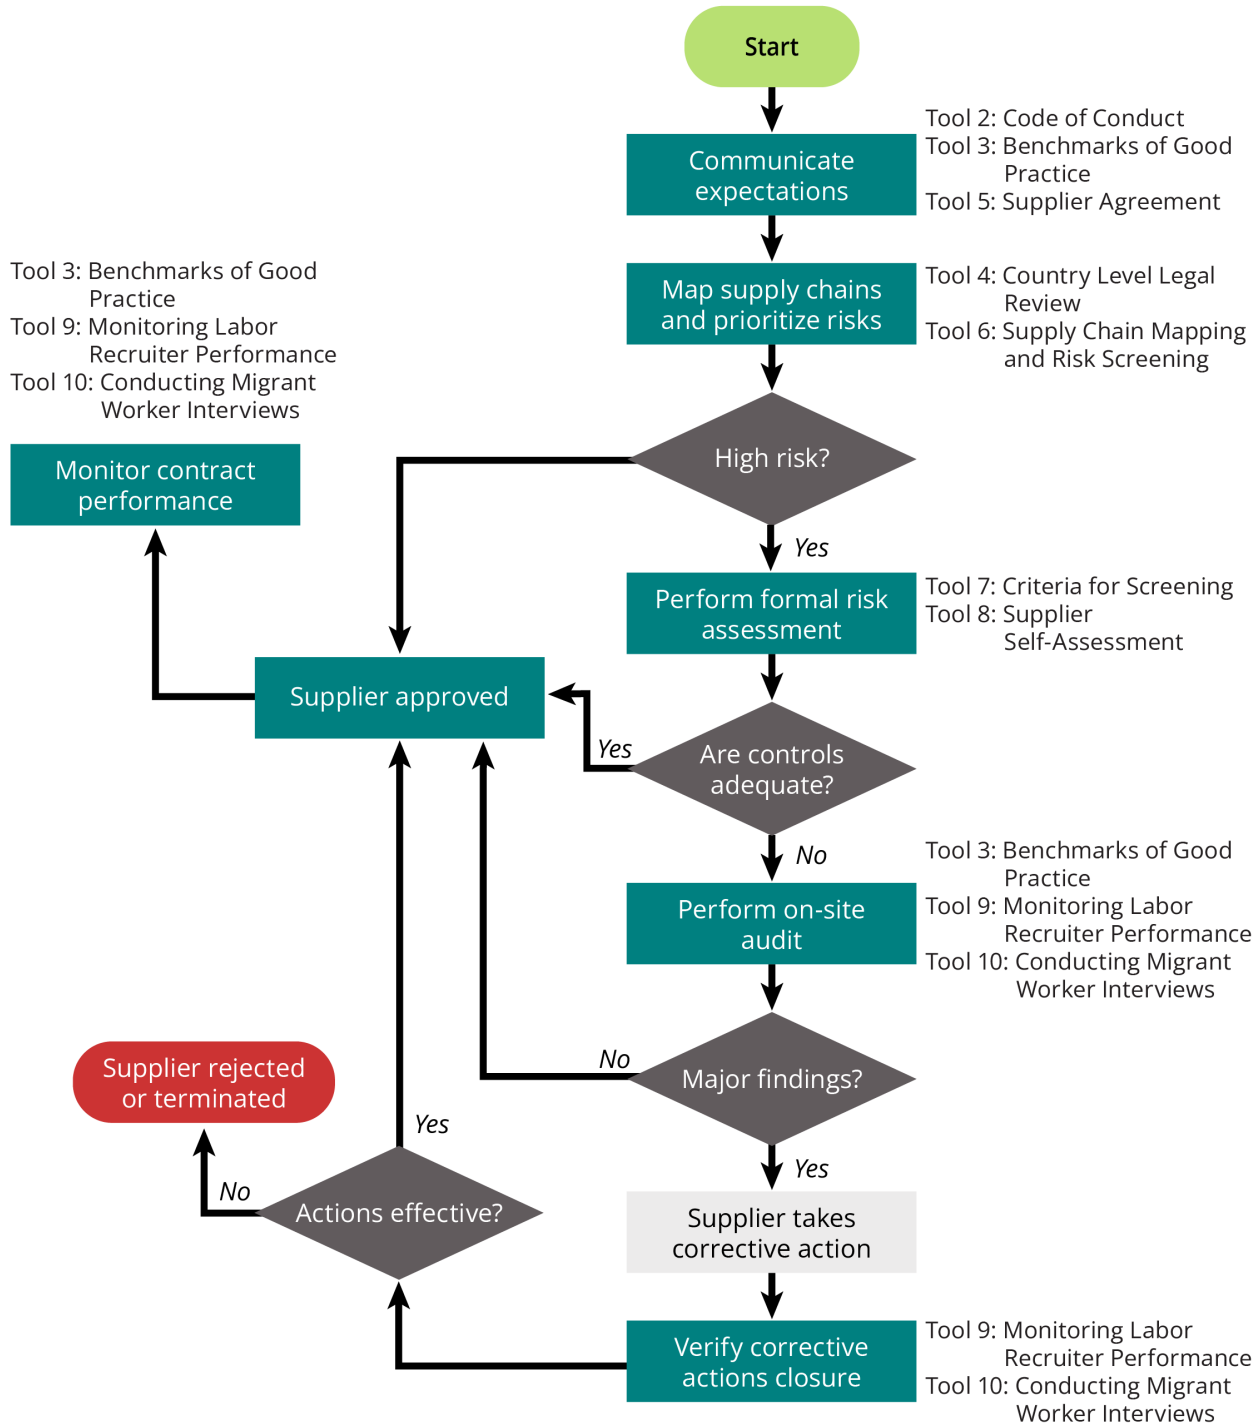 Start
Communicate
expectations
Tool 2: Code of Conduct
Tool 3: Benchmarks of Good
Practice
Tool 5: Supplier Agreement
Map supply chains
and prioritize risks
Tool 4: Country Level Legal
Review
Tool 6: Supply Chain Mapping
and Risk Screening
Tool 3: Benchmarks of Good
Practice
Tool 9: Monitoring Labor
Recruiter Performance
Tool 10: Conducting Migrant
Worker Interviews
Monitor contract
performance
High risk?
Yes
Perform formal risk
assessment
Tool 7: Criteria for Screening
Tool 8: Supplier
Self-Assessment
Supplier approved
Yes
Are controls
adequate?
No
Perform on-site
audit
Tool 3: Benchmarks of Good
Practice
Tool 9: Monitoring Labor
Recruiter Performance
Tool 10: Conducting Migrant
Worker Interviews
No
Major findings?
Yes
Supplier rejected
or terminated
Yes
No
Actions effective?
Supplier takes
corrective action
Verify corrective
actions closure
Tool 9: Monitoring Labor
Recruiter Performance
Tool 10: Conducting Migrant
Worker Interviews